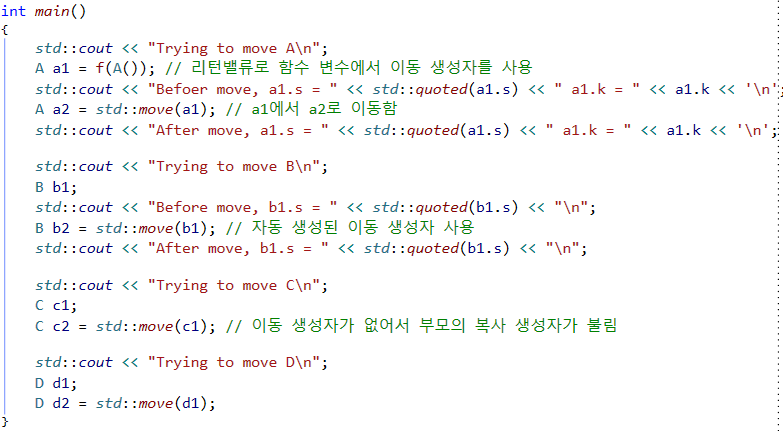 int main()
{
    std::cout << "Trying to move A\n";
    A a1 = f(A()); // 리턴밸류로 함수 변수에서 이동 생성자를 사용
    std::cout << "Befoer move, a1.s = " << std::quoted(a1.s) << " a1.k = " << a1.k << '\n';
    A a2 = std::move(a1); // a1에서 a2로 이동함
    std::cout << "After move, a1.s = " << std::quoted(a1.s) << " a1.k = " << a1.k << '\n';

    std::cout << "Trying to move B\n";
    B b1;
    std::cout << "Before move, b1.s = " << std::quoted(b1.s) << "\n";
    B b2 = std::move(b1); // 자동 생성된 이동 생성자 사용
    std::cout << "After move, b1.s = " << std::quoted(b1.s) << "\n";

    std::cout << "Trying to move C\n";
    C c1;
    C c2 = std::move(c1); // 이동 생성자가 없어서 부모의 복사 생성자가 불림

    std::cout << "Trying to move D\n";
    D d1;
    D d2 = std::move(d1);
}